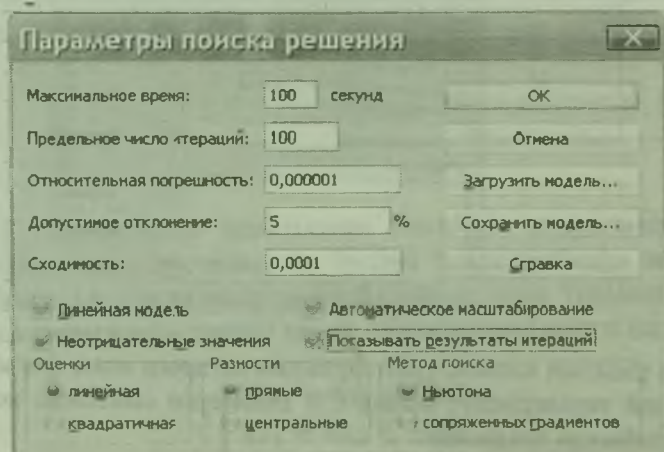 Параметры поиска решения
Максимальное время: 100 секунд OK
Предельное число итераций: 100 Отмена
Относительная погрешность: 0,000001 Загрузить модель...
Допустимое отклонение: 5 % Сохранить модель...
Сходимость: 0,0001 Справка
Линейная модель Автоматическое масштабирование
Неотрицательные значения Показывать результаты итераций
Оценки Разности Метод поиска
линейная прямые Ньютона
квадратичная центральные сопряженных градиентов